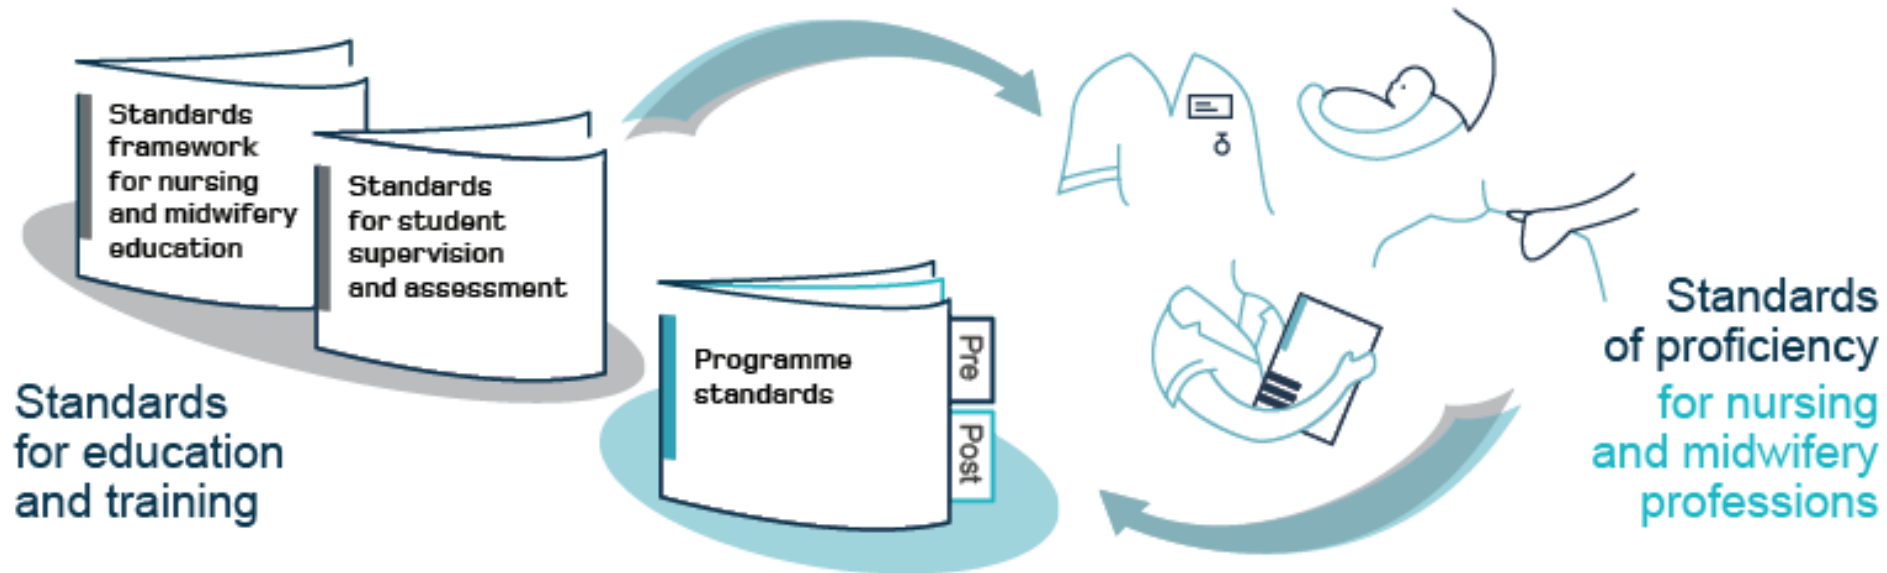 Standards
framework
for nursing
and midwifery
education
Standards
for student
supervision
and assessment
Programme
standards
Pre
Post
Standards
for education
and training
Standards
of proficiency
for nursing
and midwifery
professions